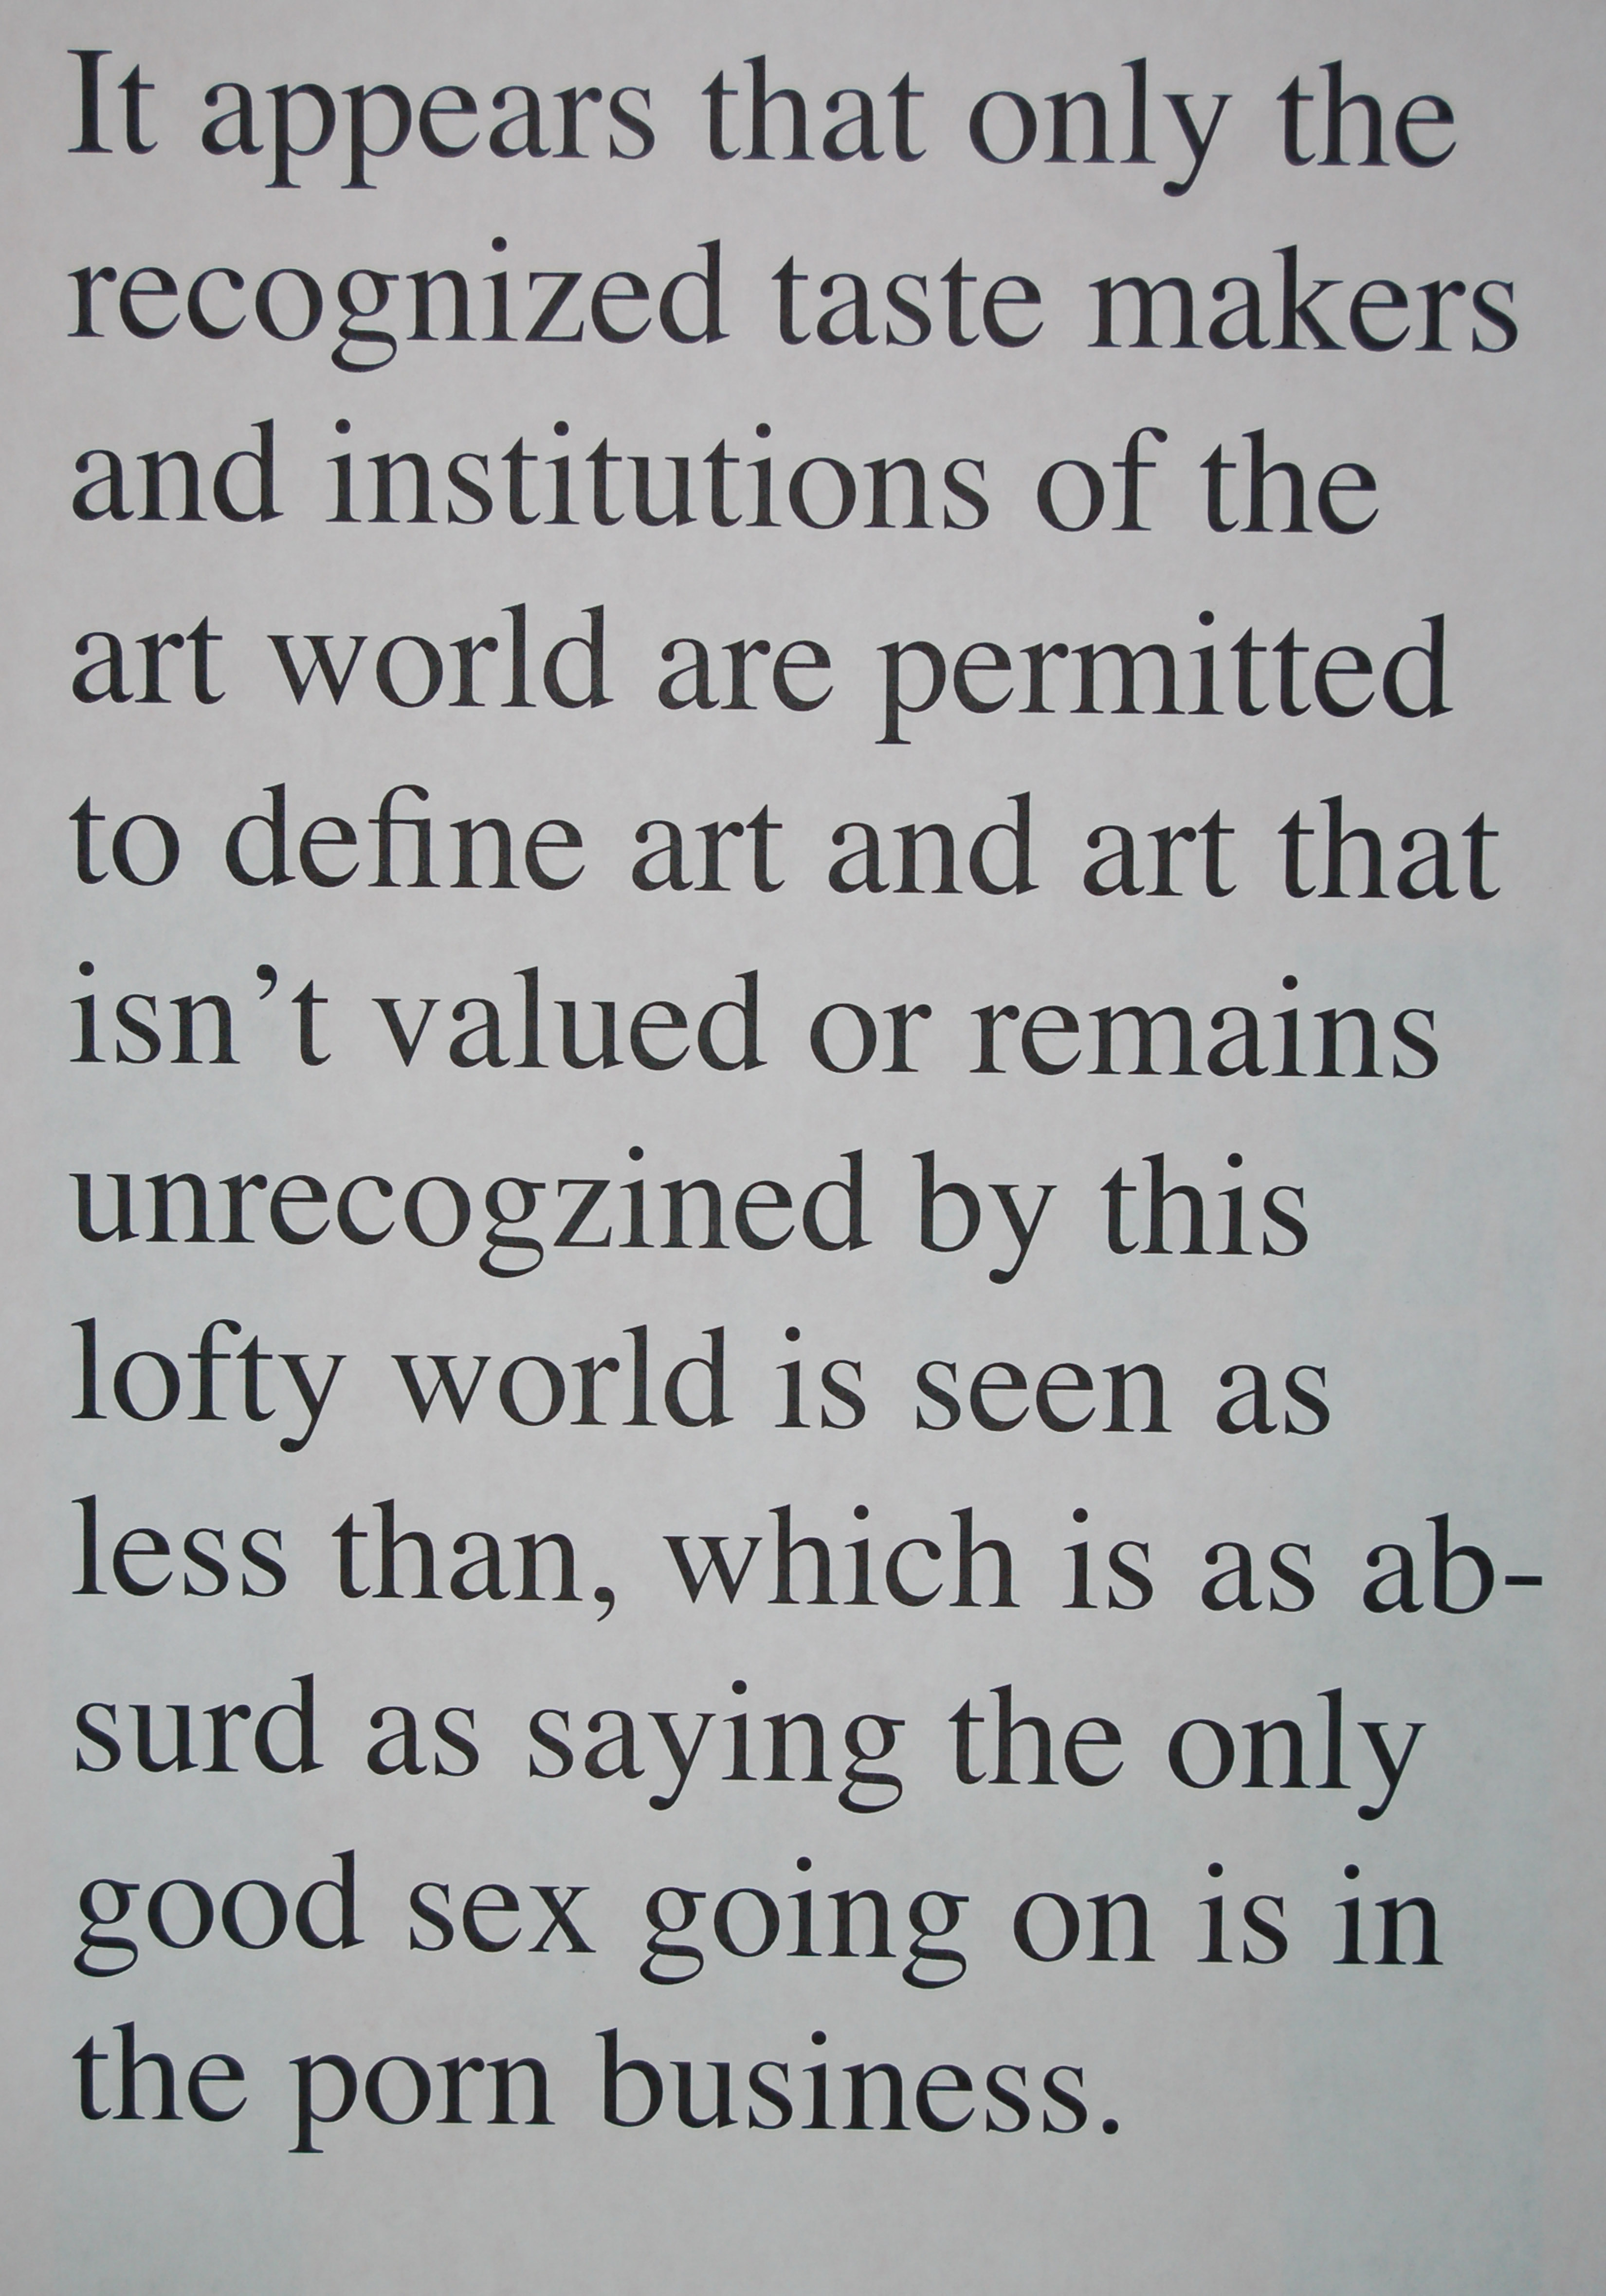 It appears that only the
recognized taste makers
and institutions of the
art world are permitted
to define art and art that
isn’t valued or remains
unrecogzined by this
lofty world is seen as
less than, which is as ab-
surd as saying the only
good sex going on is in
the porn business.